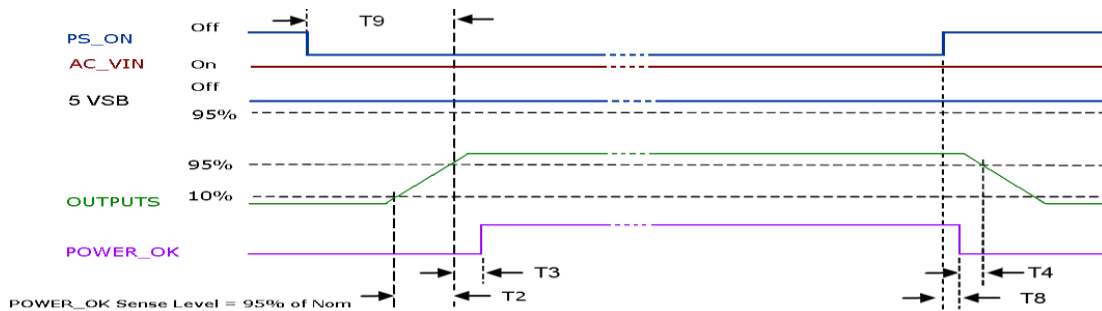 Off
T9
PS_ON
AC_VIN
On
Off
5 VSB
95%
95%
10%
OUTPUTS
POWER_OK
T3
T4
T2
T8
POWER_OK Sense Level = 95% of Nom